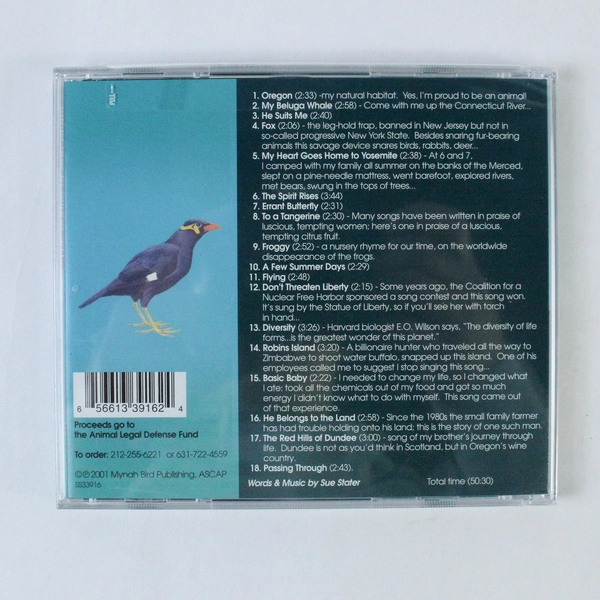 PULL
1. Oregon (2:33) -my natural habitat. Yes, I'm proud to be an animal!
2. My Beluga Whale (2:58) - Come with me up the Connecticut River...
3. He Suits Me (2:40)
4. Fox (2:06) - the leg-hold trap, banned in New Jersey but not in
so-called progressive New York State. Besides snaring fur-bearing
animals this savage device snares birds, rabbits, deer...
5. My Heart Goes Home to Yosemite (2:38) - At 6 and 7,
I camped with my family all summer on the banks of the Merced,
slept on a pine-needle mattress, went barefoot, explored rivers,
met bears, swung in the tops of trees...
6. The Spirit Rises (3:44)
7. Errant Butterfly (2:31)
8. To a Tangerine (2:30) - Many songs have been written in praise of
luscious, tempting women; here's one in praise of a luscious,
tempting citrus fruit.
9. Froggy (2:52) - a nursery rhyme for our time, on the worldwide
disappearance of the frogs.
10. A Few Summer Days (2:29)
11. Flying (2:48)
12. Don't Threaten Liberty (2:15) - Some years ago, the Coalition for a
Nuclear Free Harbor sponsored a song contest and this song won.
It's sung by the Statue of Liberty, so if you'll see her with torch
in hand...
13. Diversity (3:26) - Harvard biologist E.O. Wilson says, "The diversity of life
forms...is the greatest wonder of this planet."
14. Robins Island (3:20) - A billionaire hunter who traveled all the way to
Zimbabwe to shoot water buffalo, snapped up this island. One of his
employees called me to suggest I stop singing this song...
15. Basic Baby (2:22) - I needed to change my life, so I changed what
I ate: took all the chemicals out of my food and got so much
energy I didn't know what to do with myself. This song came out
of that experience.
16. He Belongs to the Land (2:58) - Since the 1980s the small family farmer
has had trouble holding onto his land; this is the story of one such man.
17. The Red Hills of Dundee (3:00) - song of my brother's journey through
life. Dundee is not as you'd think in Scotland, but in Oregon's wine
country.
18. Passing Through (2:43).
Words & Music by Sue Stater Total time (50:30)
6 56613 39162 4
Proceeds go to
the Animal Legal Defense Fund
To order: 212-255-6221 or 631-722-4559
©℗2001 Mynah Bird Publishing, ASCAP
SS33916